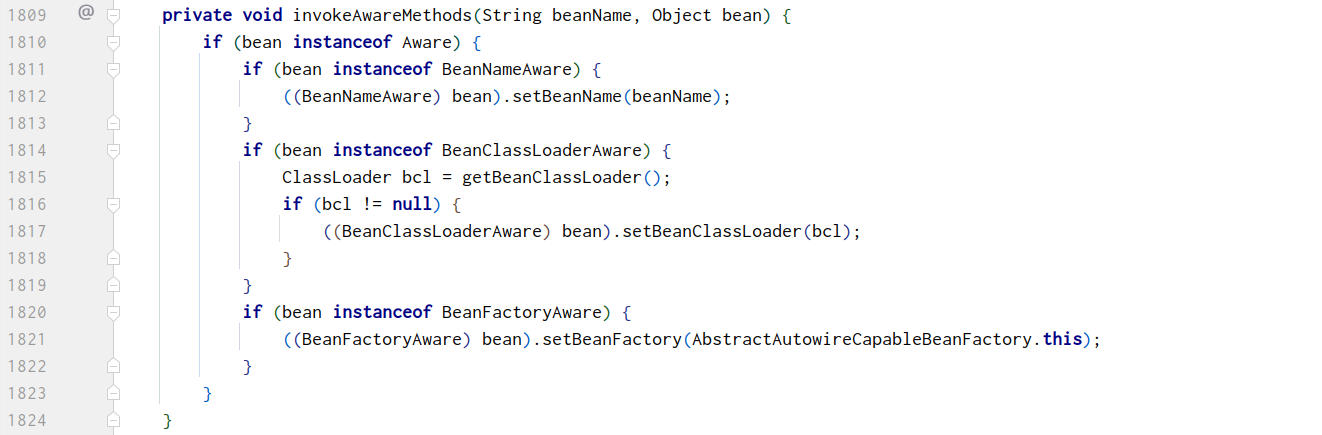 1809 @ private void invokeAwareMethods(String beanName, Object bean) {
1810 if (bean instanceof Aware) {
1811 if (bean instanceof BeanNameAware) {
1812 ((BeanNameAware) bean).setBeanName(beanName);
1813 }
1814 if (bean instanceof BeanClassLoaderAware) {
1815 ClassLoader bcl = getBeanClassLoader();
1816 if (bcl != null) {
1817 ((BeanClassLoaderAware) bean).setBeanClassLoader(bcl);
1818 }
1819 }
1820 if (bean instanceof BeanFactoryAware) {
1821 ((BeanFactoryAware) bean).setBeanFactory(AbstractAutowireCapableBeanFactory.this);
1822 }
1823 }
1824 }